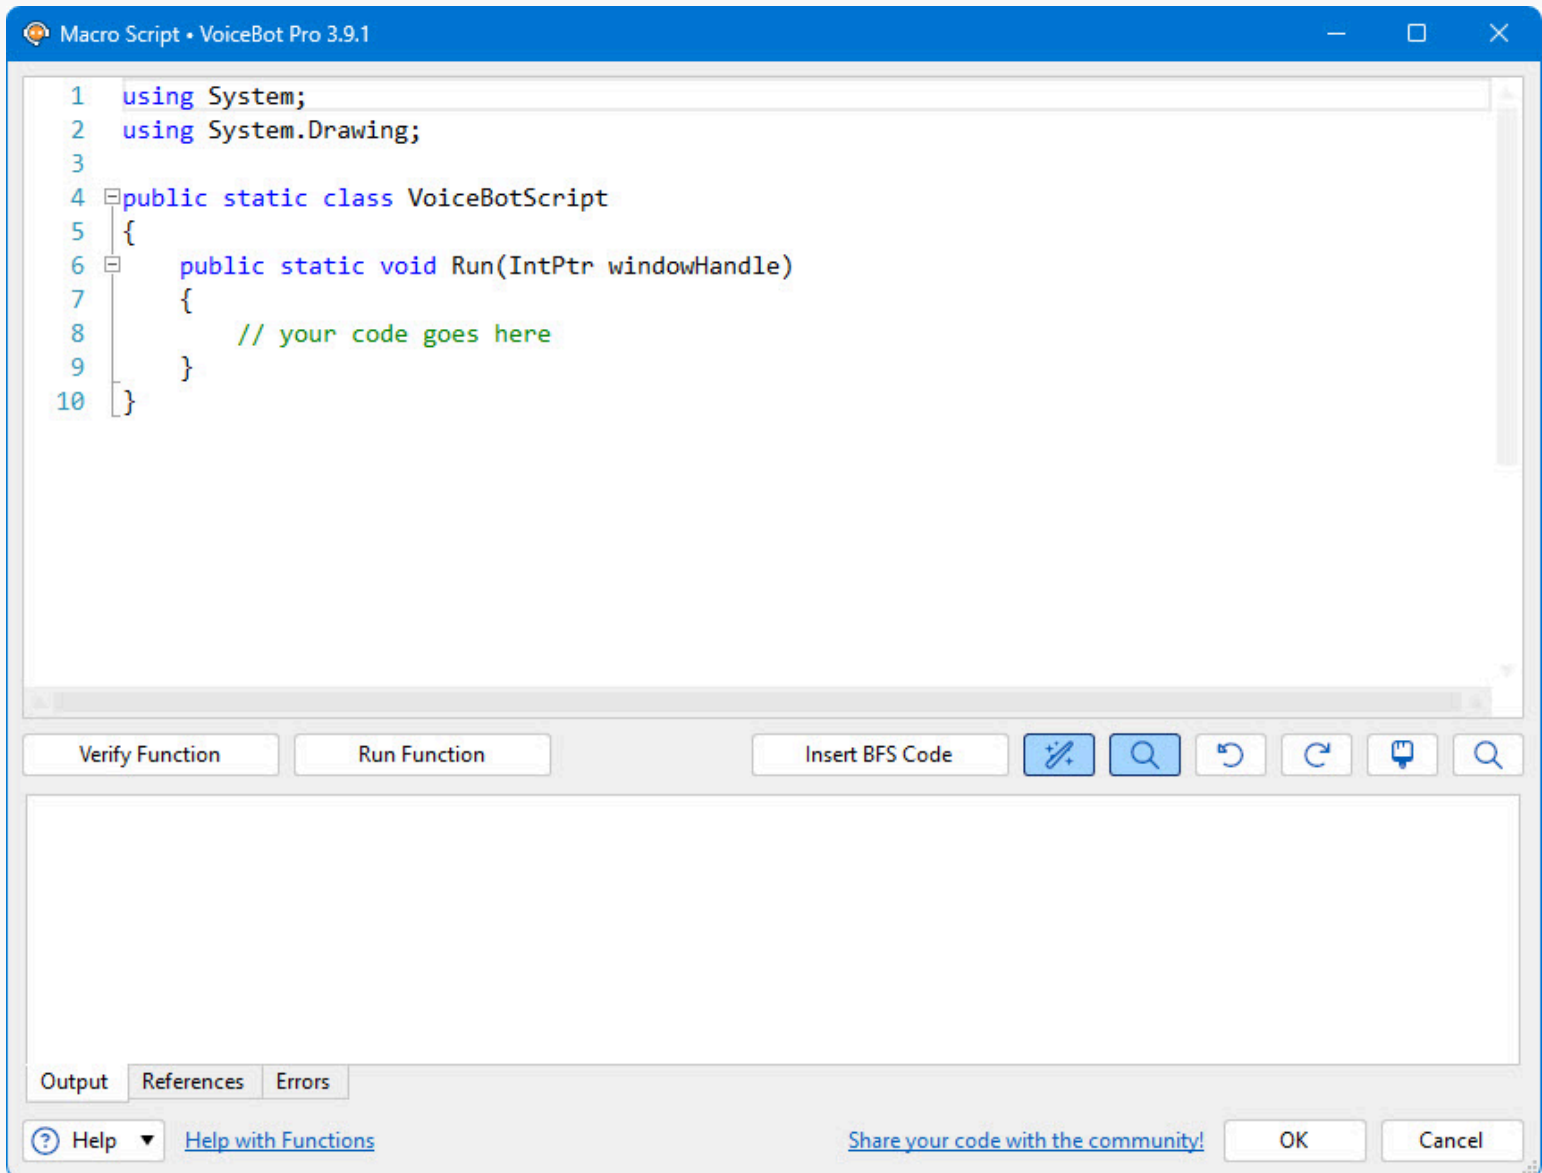 Macro Script • VoiceBot Pro 3.9.1
1 using System;
2 using System.Drawing;
3
4 public static class VoiceBotScript
5 {
6     public static void Run(IntPtr windowHandle)
7     {
8         // your code goes here
9     }
10 }
Verify Function Run Function Insert BFS Code
Output References Errors
? Help ▼ Help with Functions Share your code with the community! OK Cancel